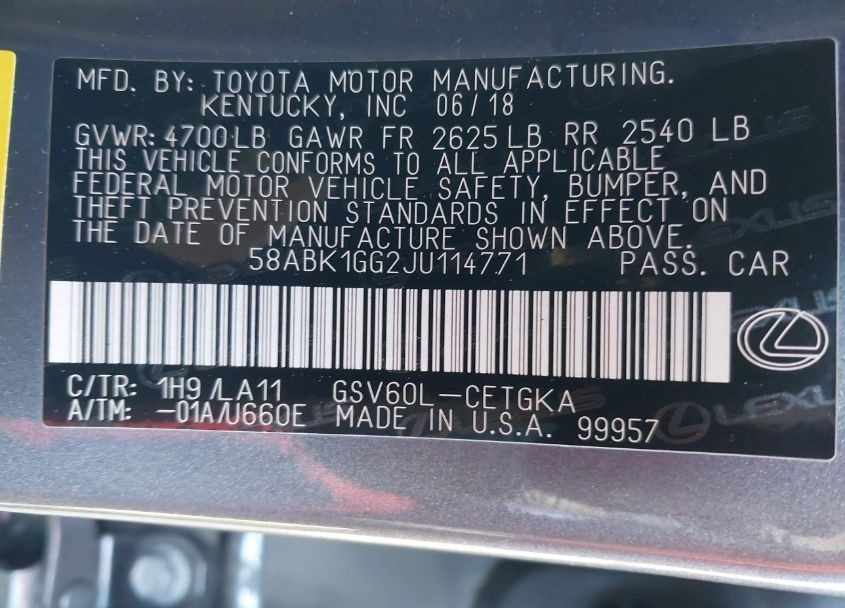 MFD. BY: TOYOTA MOTOR MANUFACTURING.
KENTUCKY, INC 06/18
GVWR: 4700LB GAWR FR 2625LB RR 2540 LB
THIS VEHICLE CONFORMS TO ALL APPLICABLE
FEDERAL MOTOR VEHICLE SAFETY, BUMPER, AND
THEFT PREVENTION STANDARDS IN EFFECT ON
THE DATE OF MANUFACTURE SHOWN ABOVE.
58ABK1GG2JU114771 PASS. CAR
C/TR: 1H9/LA11 GSV60L-CETGKA
A/TM: -01A/U660E MADE IN U.S.A. 99957
LEXUS